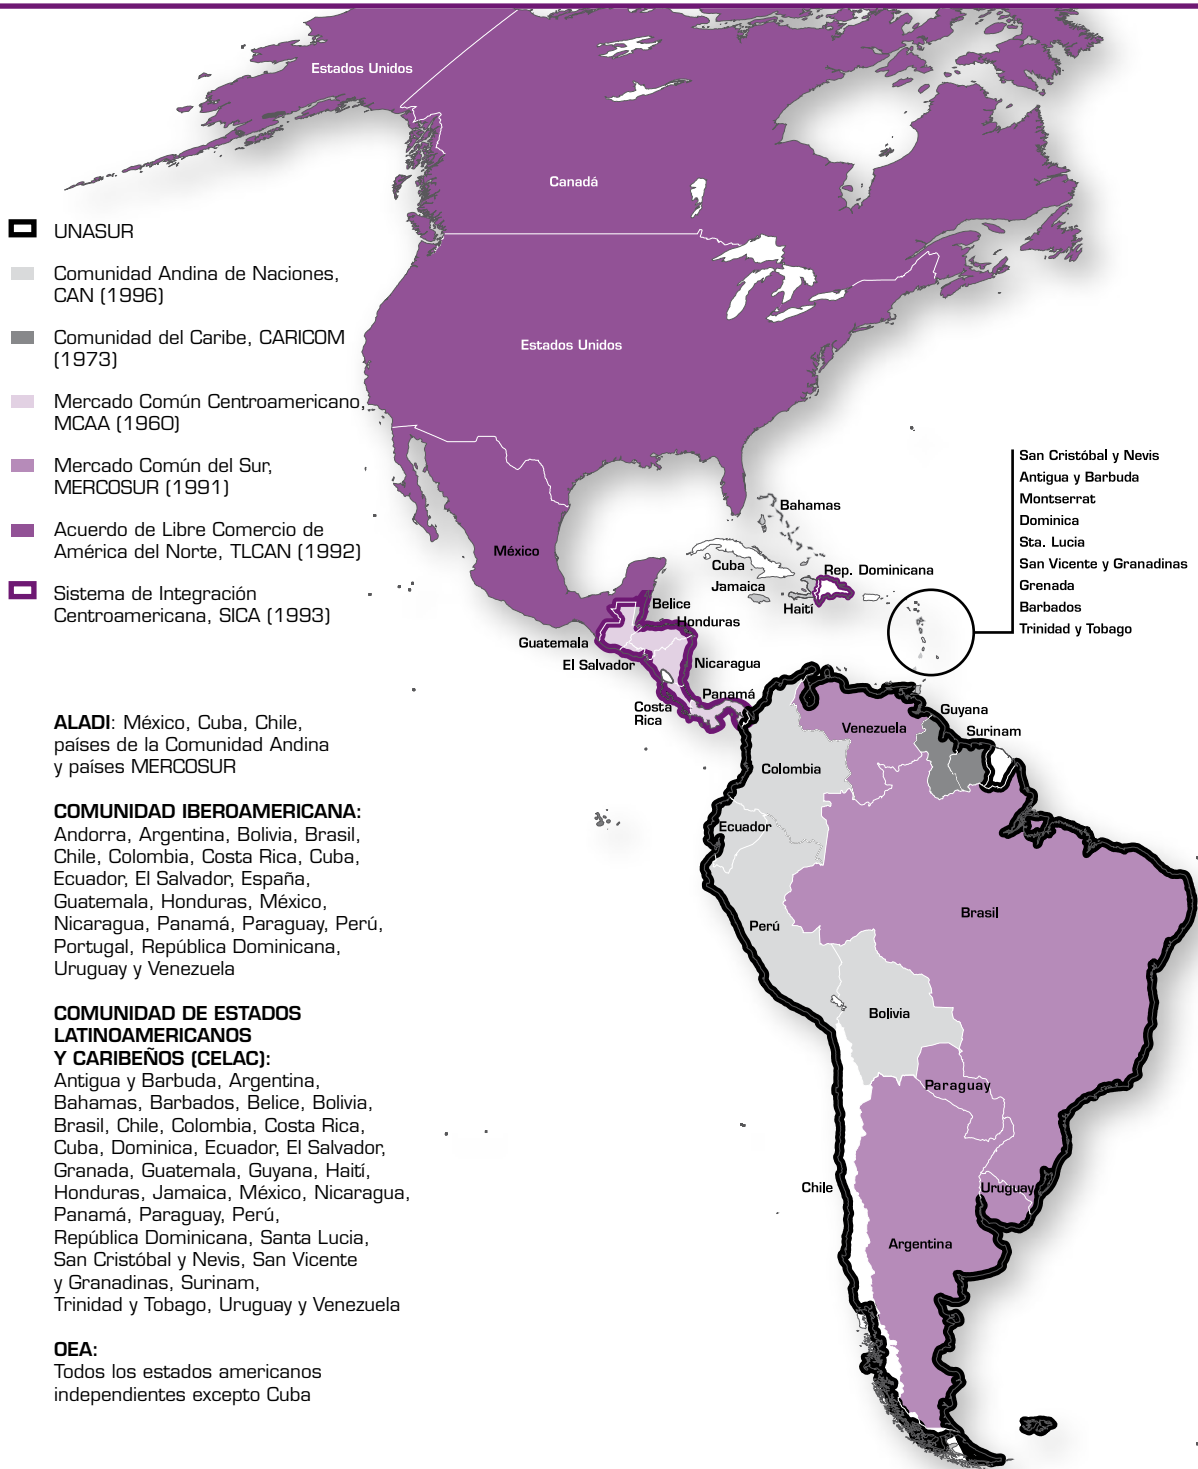 Estados Unidos
Canadá
Estados Unidos
México
UNASUR
Comunidad Andina de Naciones,
CAN (1996)
Comunidad del Caribe, CARICOM
(1973)
Mercado Común Centroamericano,
MCAA (1960)
Mercado Común del Sur,
MERCOSUR (1991)
Acuerdo de Libre Comercio de
América del Norte, TLCAN (1992)
Sistema de Integración
Centroamericana, SICA (1993)
San Cristóbal y Nevis
Antigua y Barbuda
Montserrat
Dominica
Sta. Lucia
San Vicente y Granadinas
Grenada
Barbados
Trinidad y Tobago
Bahamas
Cuba
Jamaica
Rep. Dominicana
Haití
Belice
Honduras
Guatemala
El Salvador
Nicaragua
Panamá
Costa
Rica
Guyana
Surinam
Venezuela
Colombia
Ecuador
Perú
Brasil
Bolivia
Paraguay
Chile
Uruguay
Argentina
ALADI: México, Cuba, Chile,
países de la Comunidad Andina
y países MERCOSUR
COMUNIDAD IBEROAMERICANA:
Andorra, Argentina, Bolivia, Brasil,
Chile, Colombia, Costa Rica, Cuba,
Ecuador, El Salvador, España,
Guatemala, Honduras, México,
Nicaragua, Panamá, Paraguay, Perú,
Portugal, República Dominicana,
Uruguay y Venezuela
COMUNIDAD DE ESTADOS
LATINOAMERICANOS
Y CARIBEÑOS (CELAC):
Antigua y Barbuda, Argentina,
Bahamas, Barbados, Belice, Bolivia,
Brasil, Chile, Colombia, Costa Rica,
Cuba, Dominica, Ecuador, El Salvador,
Granada, Guatemala, Guyana, Haití,
Honduras, Jamaica, México, Nicaragua,
Panamá, Paraguay, Perú,
República Dominicana, Santa Lucia,
San Cristóbal y Nevis, San Vicente
y Granadinas, Surinam,
Trinidad y Tobago, Uruguay y Venezuela
OEA:
Todos los estados americanos
independientes excepto Cuba